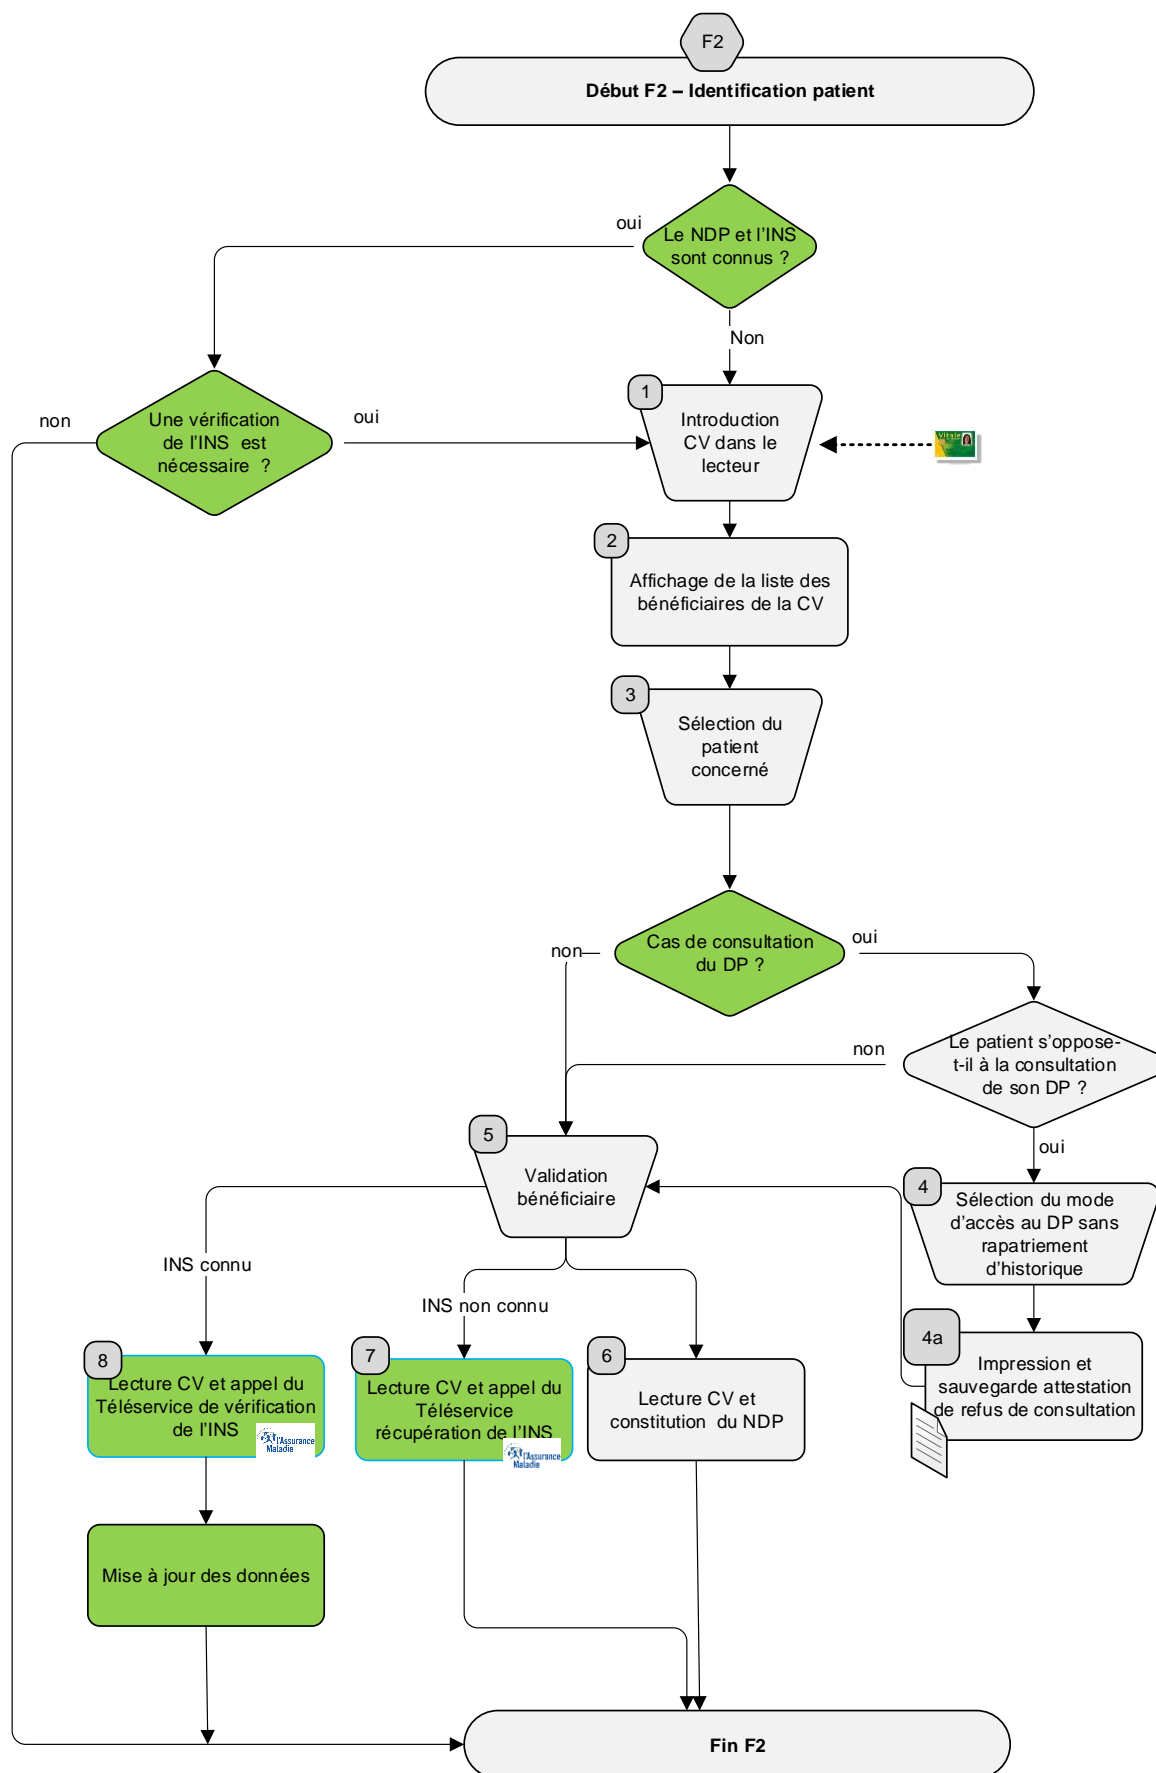 F2
Début F2 – Identification patient
oui
Le NDP et l'INS
sont connus ?
Non
non
Une vérification
de l'INS est
nécessaire ?
oui
1
Introduction
CV dans le
lecteur
Vitale
2
Affichage de la liste des
bénéficiaires de la CV
3
Sélection du
patient
concerné
non
Cas de consultation
du DP ?
oui
non
Le patient s'oppose-
t-il à la consultation
de son DP ?
oui
5
Validation
bénéficiaire
4
Sélection du mode
d'accès au DP sans
rapatriement
d'historique
INS connu
INS non connu
4a
Impression et
sauvegarde attestation
de refus de consultation
8
Lecture CV et appel du
Téléservice de vérification
de l'INS
l'Assurance
Maladie
7
Lecture CV et appel du
Téléservice
récupération de l'INS
l'Assurance
Maladie
6
Lecture CV et
constitution du NDP
Mise à jour des données
Fin F2